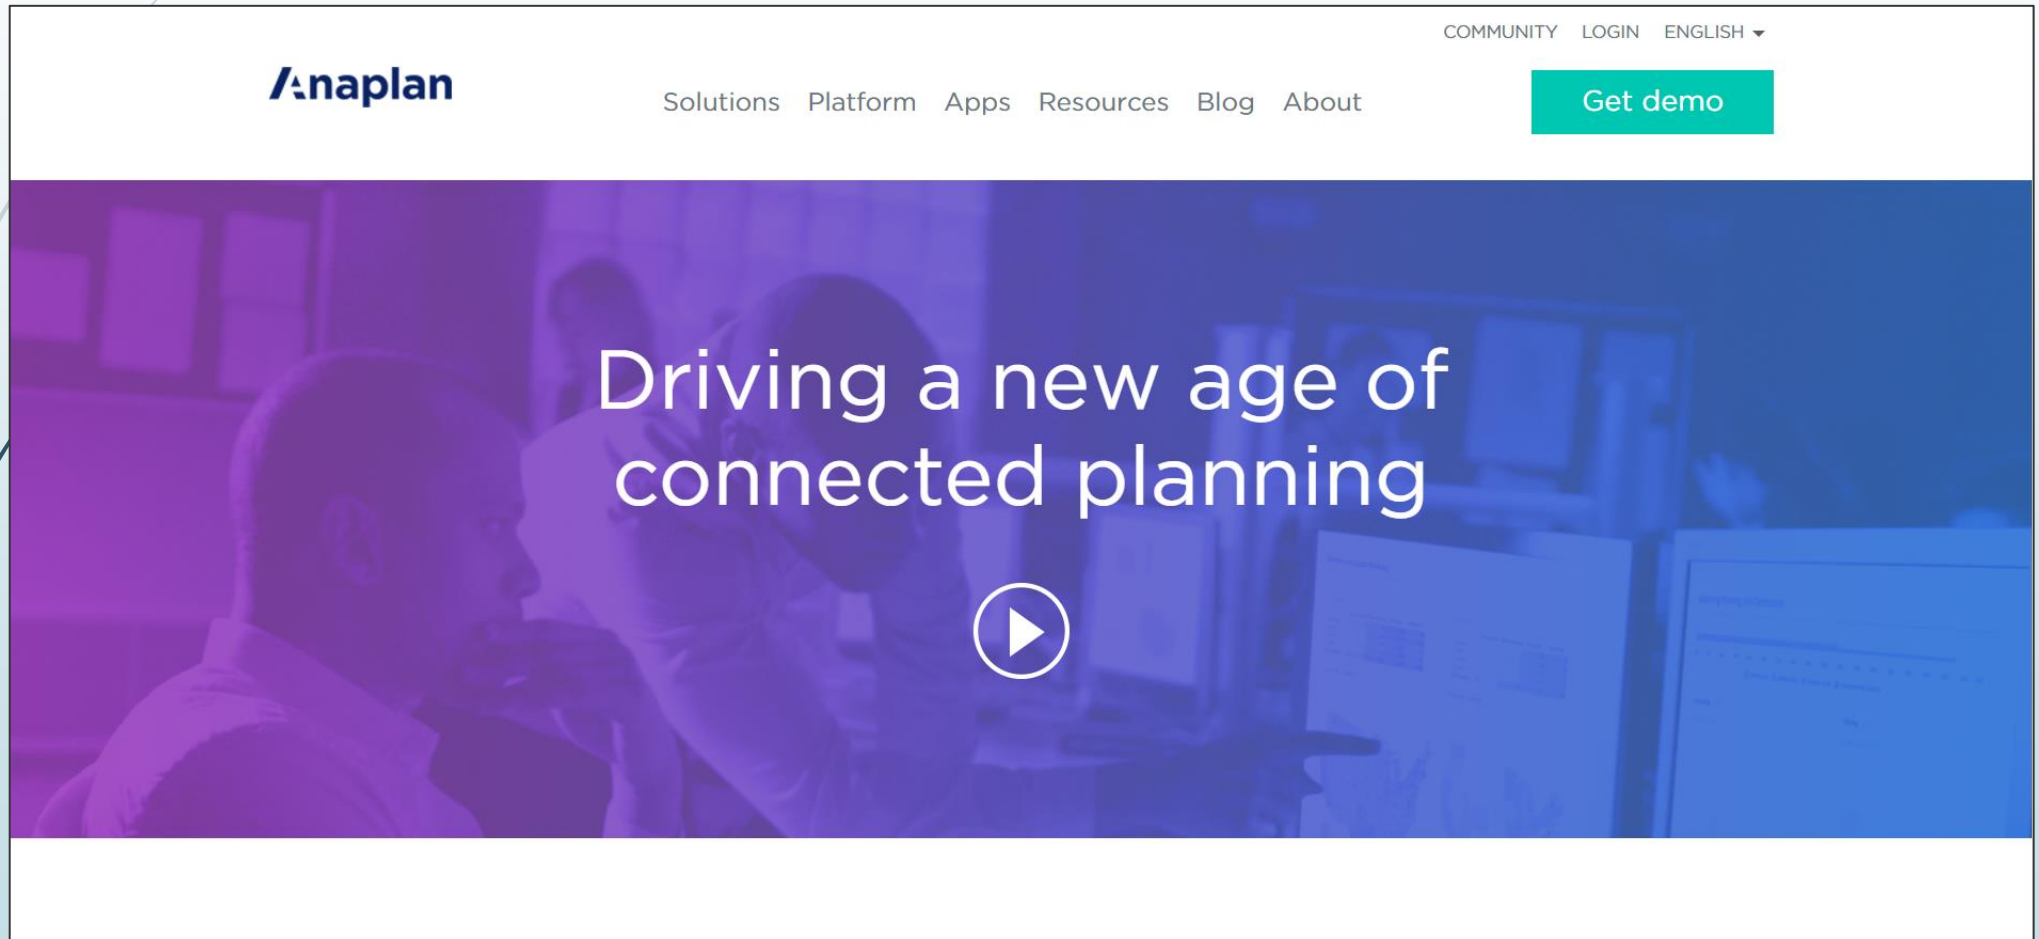 COMMUNITY LOGIN ENGLISH
Anaplan
Solutions Platform Apps Resources Blog About
Get demo
Driving a new age of
connected planning